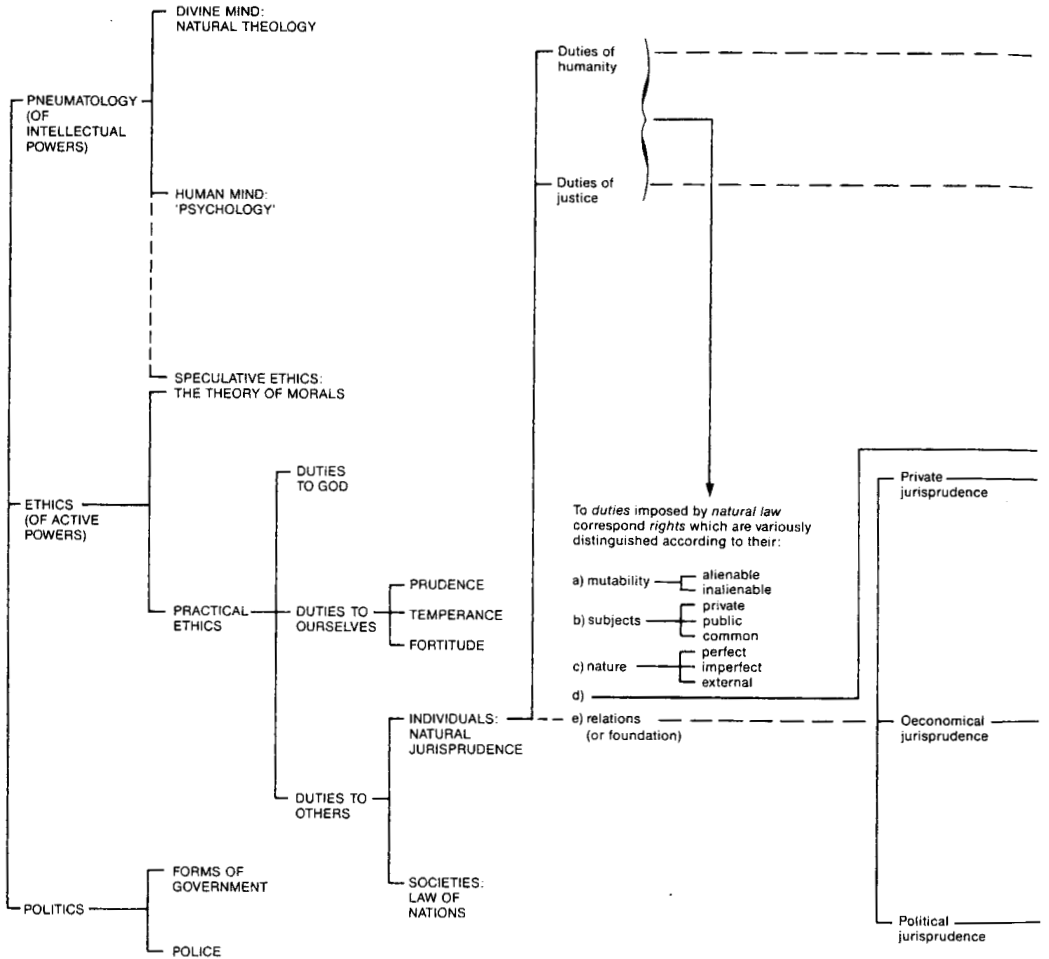 DIVINE MIND:
NATURAL THEOLOGY
PNEUMATOLOGY
(OF
INTELLECTUAL
POWERS)
HUMAN MIND:
'PSYCHOLOGY'
SPECULATIVE ETHICS:
THE THEORY OF MORALS
ETHICS
(OF ACTIVE
POWERS)
PRACTICAL
ETHICS
DUTIES
TO GOD
DUTIES TO
OURSELVES
PRUDENCE
TEMPERANCE
FORTITUDE
DUTIES TO
OTHERS
INDIVIDUALS:
NATURAL
JURISPRUDENCE
SOCIETIES:
LAW OF
NATIONS
POLITICS
FORMS OF
GOVERNMENT
POLICE
Duties of
humanity
Duties of
justice
To duties imposed by natural law
correspond rights which are variously
distinguished according to their:
a) mutability
alienable
inalienable
b) subjects
private
public
common
c) nature
perfect
imperfect
external
d)
e) relations
(or foundation)
Private
jurisprudence
Oeconomical
jurisprudence
Political
jurisprudence